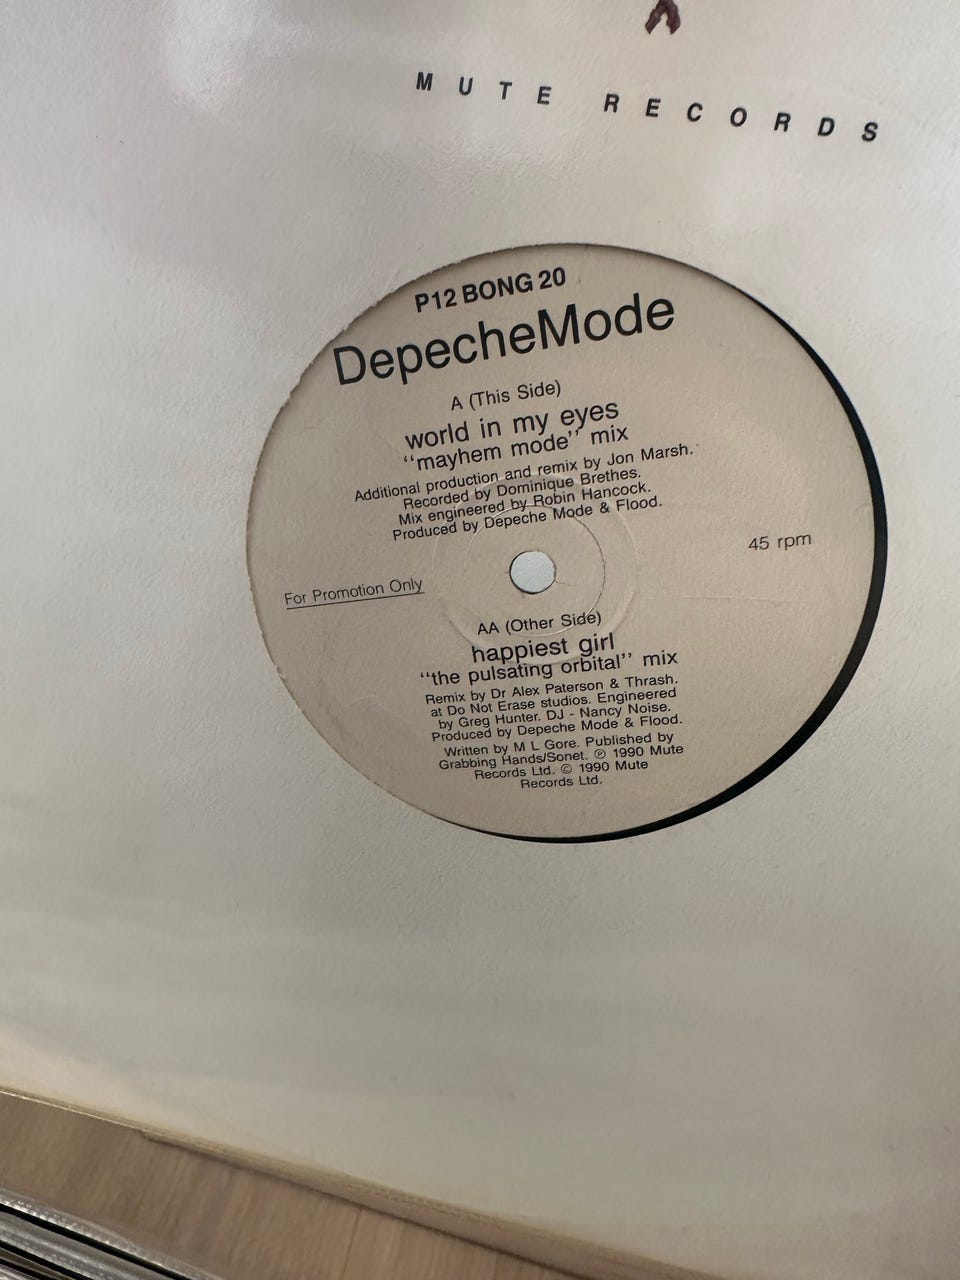 MUTE RECORDS
P12 BONG 20
DepecheMode
A (This Side)
world in my eyes
“mayhem mode” mix
Additional production and remix by Jon Marsh.
Recorded by Dominique Brethes.
Mix engineered by Robin Hancock.
Produced by Depeche Mode & Flood.
45 rpm
For Promotion Only
AA (Other Side)
happiest girl
“the pulsating orbital” mix
Remix by Dr Alex Paterson & Thrash.
at Do Not Erase studios. Engineered
by Greg Hunter. DJ - Nancy Noise.
Produced by Depeche Mode & Flood.
Written by M L Gore. Published by
Grabbing Hands/Sonet. ℗ 1990 Mute
Records Ltd. © 1990 Mute
Records Ltd.